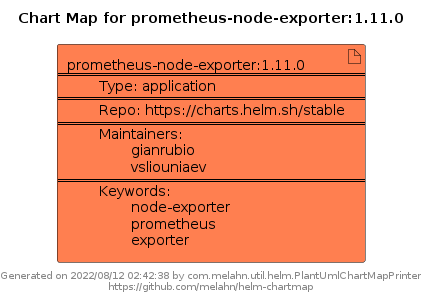 Chart Map for prometheus-node-exporter:1.11.0
prometheus-node-exporter:1.11.0
Type: application
Repo: https://charts.helm.sh/stable
Maintainers:
gianrubio
vsliouniaev
Keywords:
node-exporter
prometheus
exporter
Generated on 2022/08/12 02:42:38 by com.melahn.util.helm.PlantUmlChartMapPrinter
https://github.com/melahn/helm-chartmap